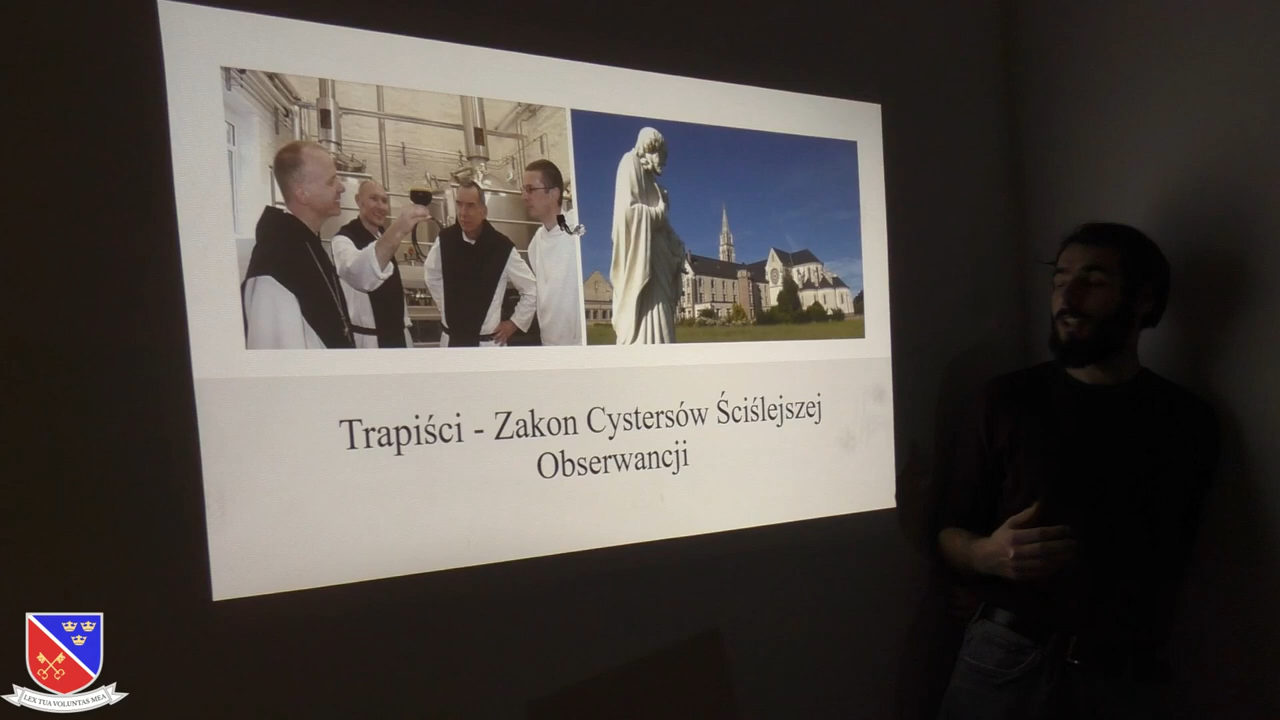 Trapiści - Zakon Cystersów Ściślejszej
Obserwancji
LEX TUA VOLUNTAS MEA